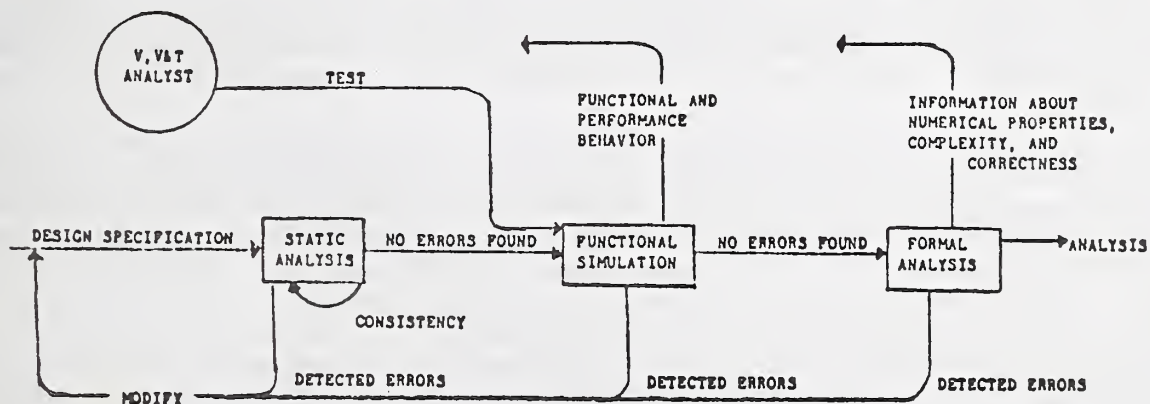 V, V&T
ANALYST
TEST
FUNCTIONAL AND
PERFORMANCE
BEHAVIOR
INFORMATION ABOUT
NUMERICAL PROPERTIES,
COMPLEXITY, AND
CORRECTNESS
DESIGN SPECIFICATION
STATIC
ANALYSIS
NO ERRORS FOUND
FUNCTIONAL
SIMULATION
NO ERRORS FOUND
FORMAL
ANALYSIS
ANALYSIS
CONSISTENCY
MODIFY
DETECTED ERRORS
DETECTED ERRORS
DETECTED ERRORS